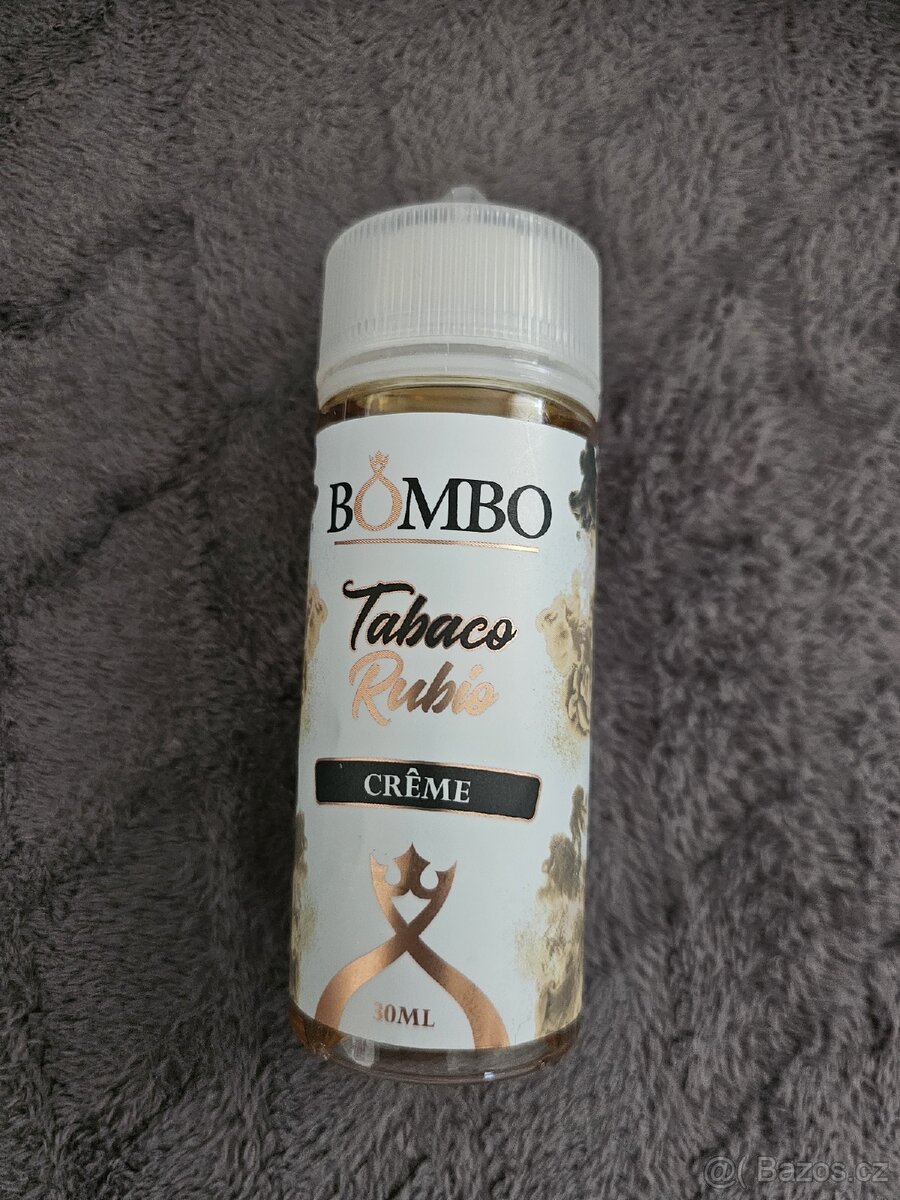 BOMBO
Tabaco
Rubio
CRÊME
30ML
@( Bazos.cz